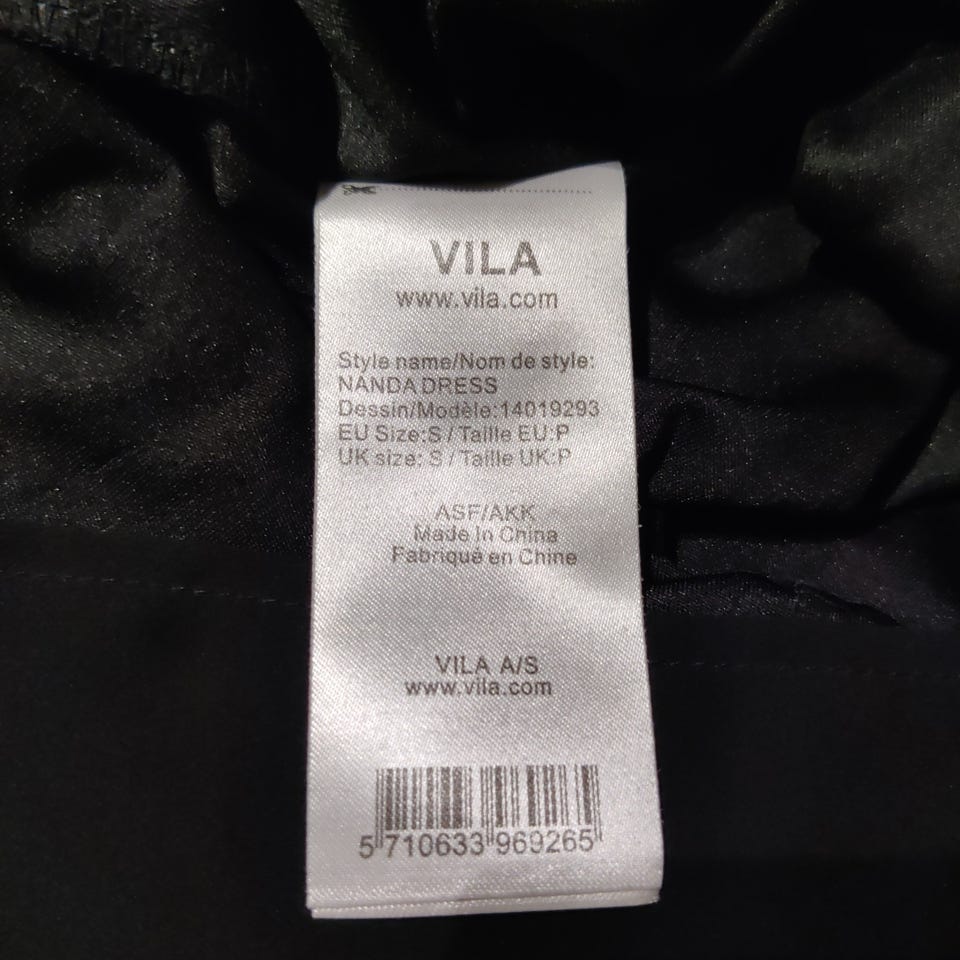 VILA
www.vila.com
Style name/Nom de style:
NANDA DRESS
Dessin/Modèle:14019293
EU Size:S / Taille EU:P
UK size: S / Taille UK:P
ASF/AKK
Made In China
Fabriqué en Chine
VILA A/S
www.vila.com
5 710633 969265